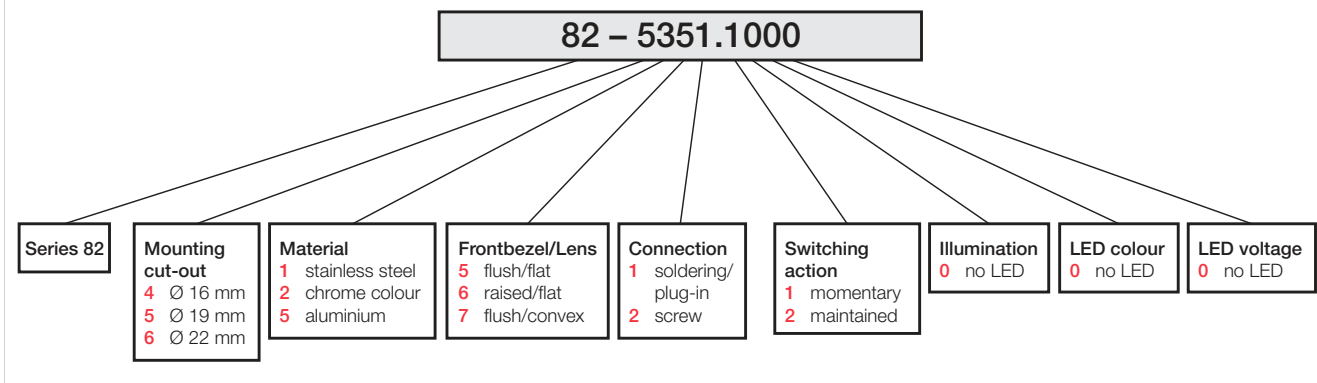 82 – 5351.1000
Series 82
Mounting
cut-out
4 Ø 16 mm
5 Ø 19 mm
6 Ø 22 mm
Material
1 stainless steel
2 chrome colour
5 aluminium
Frontbezel/Lens
5 flush/flat
6 raised/flat
7 flush/convex
Connection
1 soldering/
plug-in
2 screw
Switching
action
1 momentary
2 maintained
Illumination
0 no LED
LED colour
0 no LED
LED voltage
0 no LED